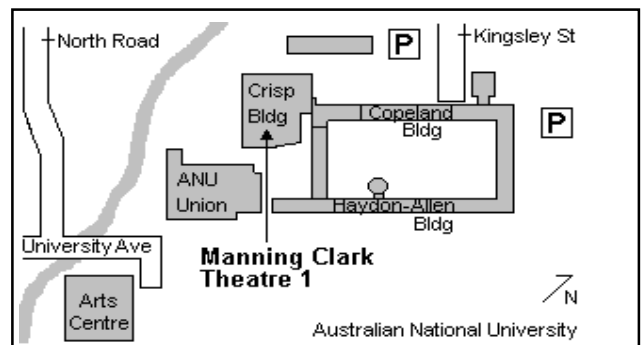 North Road
P
Kingsley St
Crisp
Bldg
Copeland
Bldg
P
ANU
Union
Haydon-Allen
Bldg
University Ave
Manning Clark
Theatre 1
Arts
Centre
N
Australian National University